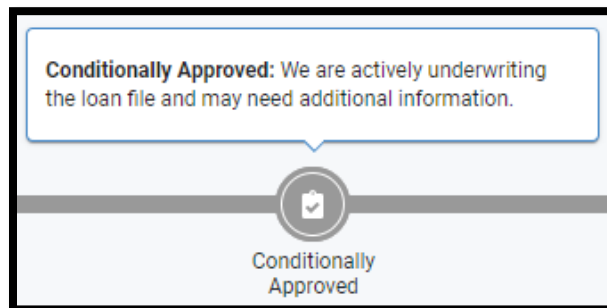 Conditionally Approved: We are actively underwriting
the loan file and may need additional information.
Conditionally
Approved